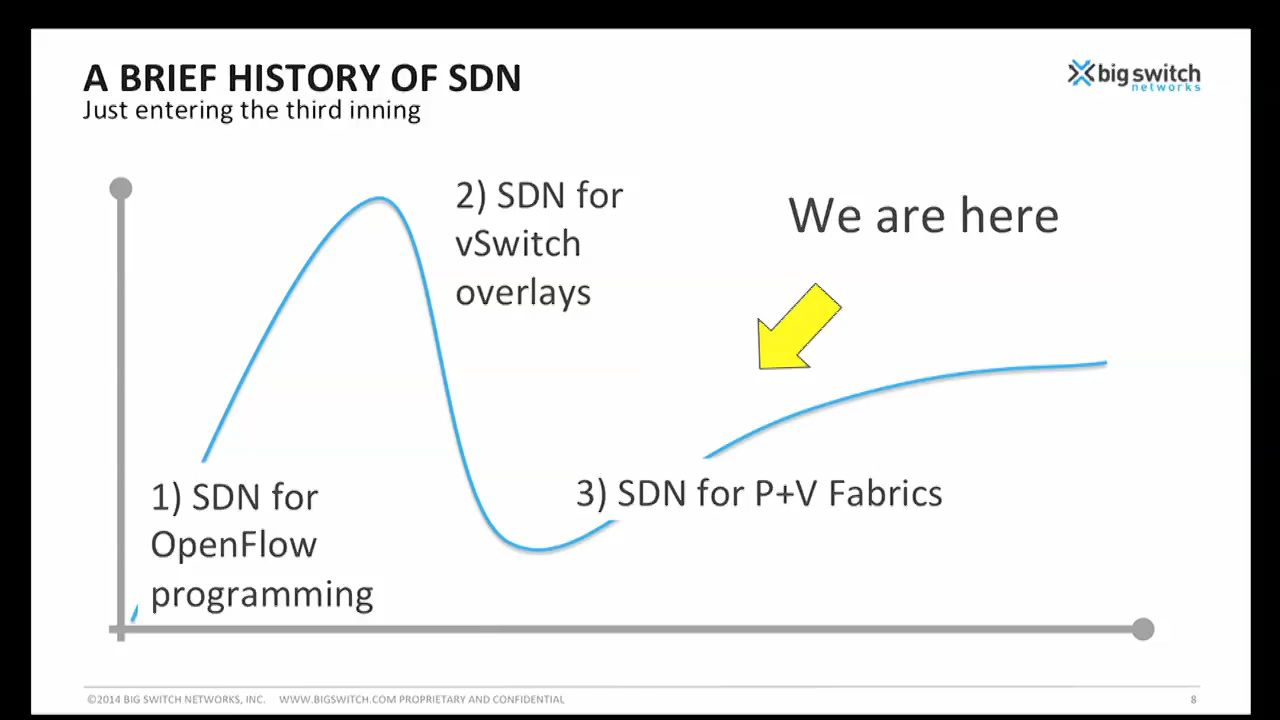 A BRIEF HISTORY OF SDN
Just entering the third inning
big switch
networks
2) SDN for
vSwitch
overlays
We are here
1) SDN for
OpenFlow
programming
3) SDN for P+V Fabrics
©2014 BIG SWITCH NETWORKS, INC. WWW.BIGSWITCH.COM PROPRIETARY AND CONFIDENTIAL
8